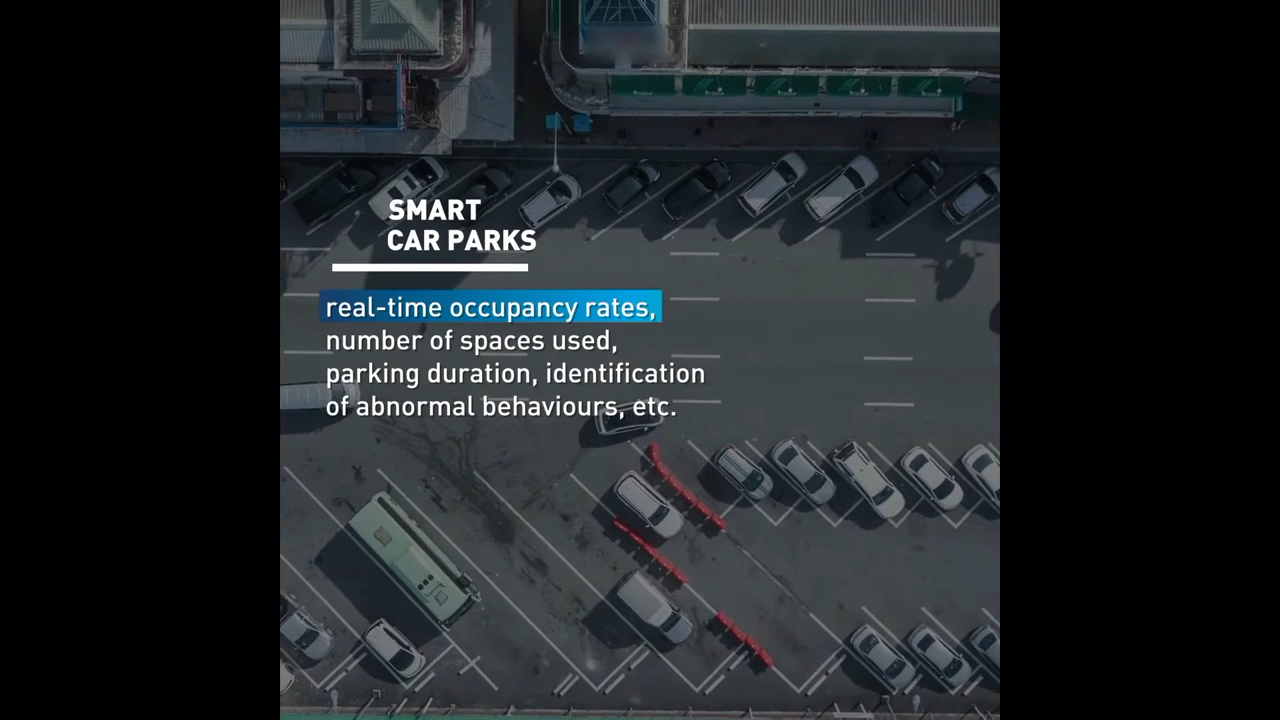 SMART
CAR PARKS
real-time occupancy rates,
number of spaces used,
parking duration, identification
of abnormal behaviours, etc.